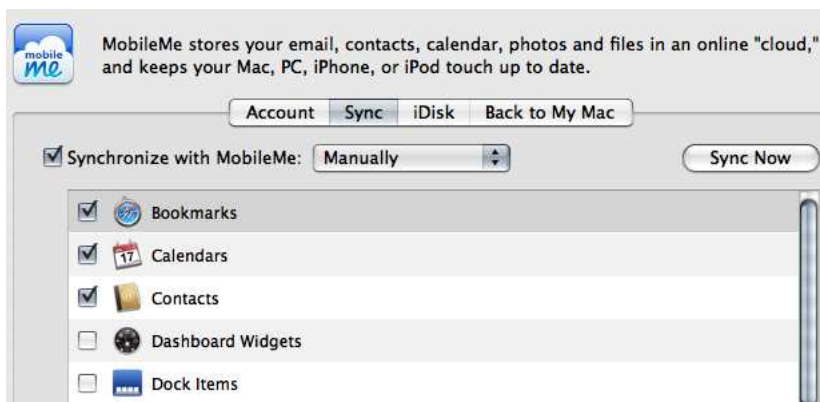 mobile
me
MobileMe stores your email, contacts, calendar, photos and files in an online "cloud,"
and keeps your Mac, PC, iPhone, or iPod touch up to date.
Account Sync iDisk Back to My Mac
Synchronize with MobileMe: Manually Sync Now
Bookmarks
17 Calendars
Contacts
Dashboard Widgets
Dock Items